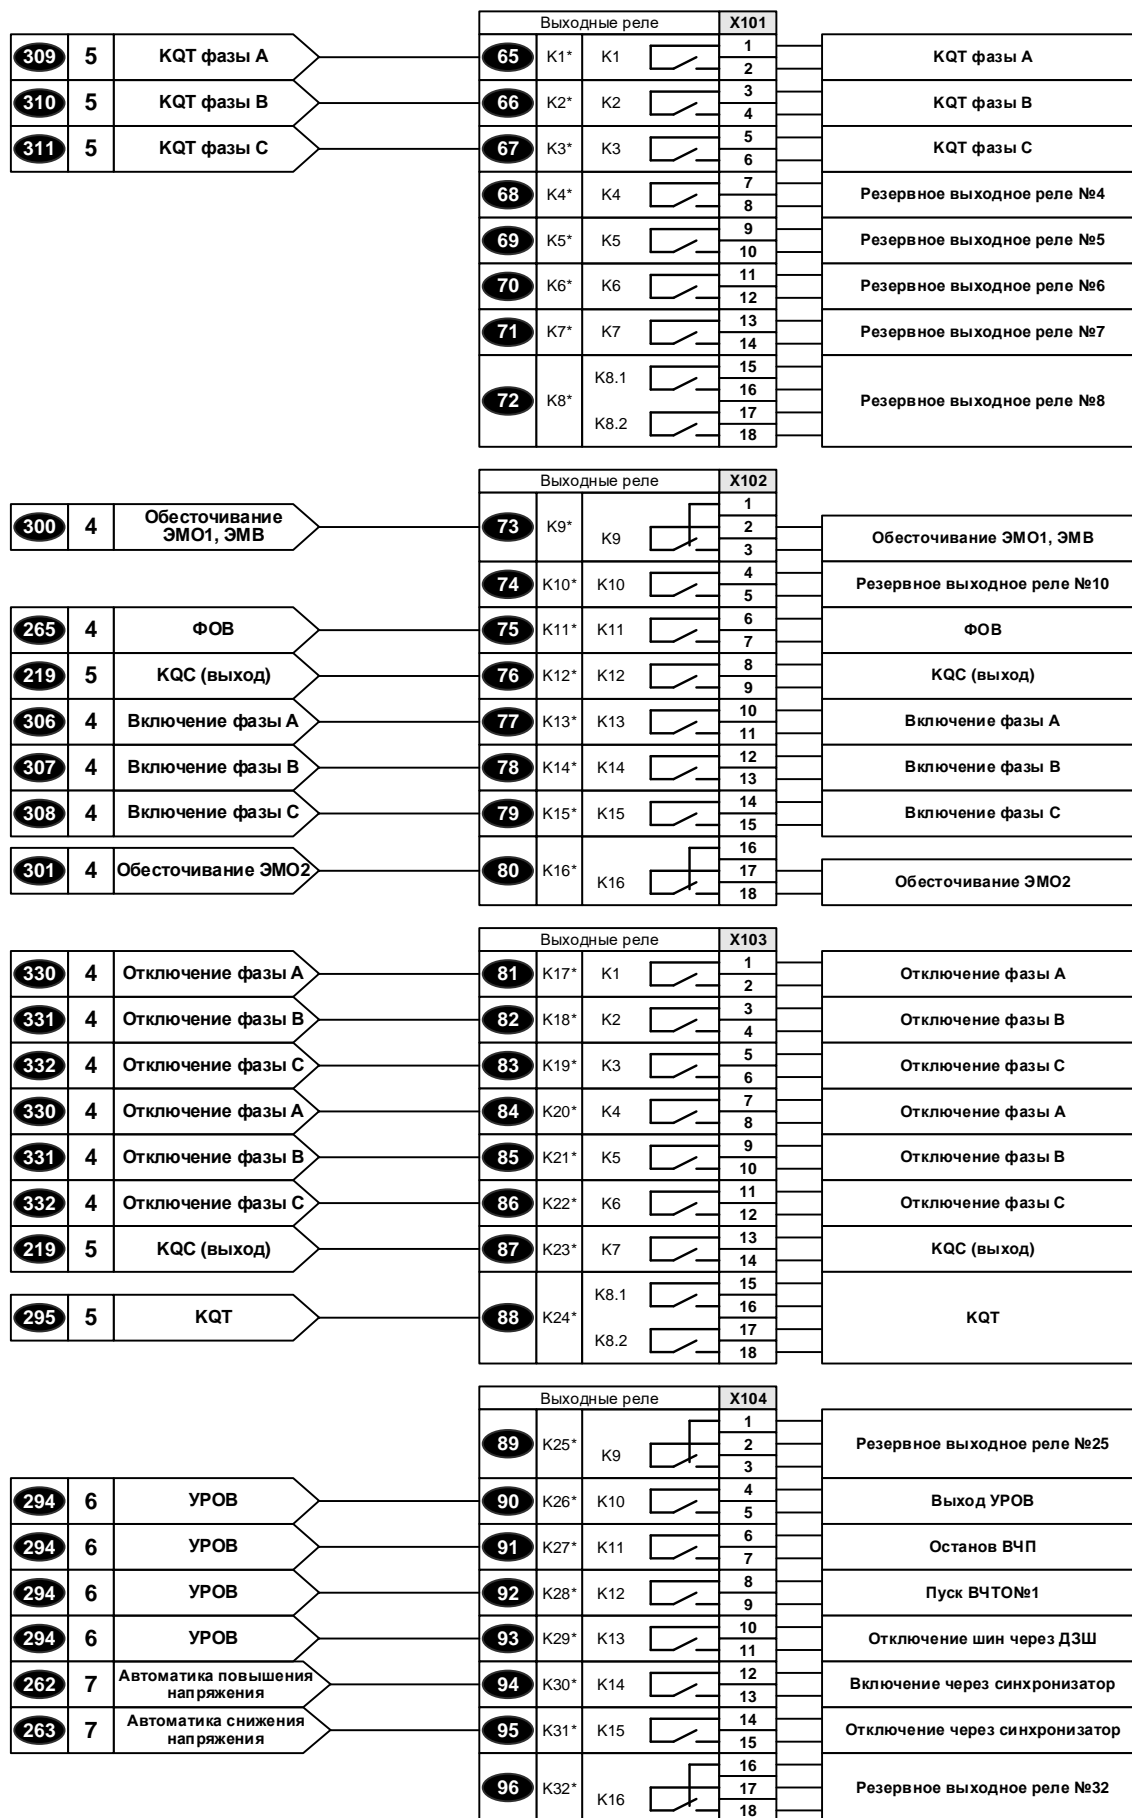 Выходные реле X101
309 5 KQT фазы A 65 K1* K1 1 2 KQT фазы A
310 5 KQT фазы B 66 K2* K2 3 4 KQT фазы B
311 5 KQT фазы C 67 K3* K3 5 6 KQT фазы C
68 K4* K4 7 8 Резервное выходное реле №4
69 K5* K5 9 10 Резервное выходное реле №5
70 K6* K6 11 12 Резервное выходное реле №6
71 K7* K7 13 14 Резервное выходное реле №7
72 K8* K8.1 15 16 Резервное выходное реле №8
K8.2 17 18
Выходные реле X102
300 4 Обесточивание
ЭМО1, ЭМВ 73 K9* K9 1 2 3 Обесточивание ЭМО1, ЭМВ
74 K10* K10 4 5 Резервное выходное реле №10
265 4 ФОВ 75 K11* K11 6 7 ФОВ
219 5 KQC (выход) 76 K12* K12 8 9 KQC (выход)
306 4 Включение фазы A 77 K13* K13 10 11 Включение фазы A
307 4 Включение фазы B 78 K14* K14 12 13 Включение фазы B
308 4 Включение фазы C 79 K15* K15 14 15 Включение фазы C
301 4 Обесточивание ЭМО2 80 K16* K16 16 17 18 Обесточивание ЭМО2
Выходные реле X103
330 4 Отключение фазы A 81 K17* K1 1 2 Отключение фазы A
331 4 Отключение фазы B 82 K18* K2 3 4 Отключение фазы B
332 4 Отключение фазы C 83 K19* K3 5 6 Отключение фазы C
330 4 Отключение фазы A 84 K20* K4 7 8 Отключение фазы A
331 4 Отключение фазы B 85 K21* K5 9 10 Отключение фазы B
332 4 Отключение фазы C 86 K22* K6 11 12 Отключение фазы C
219 5 KQC (выход) 87 K23* K7 13 14 KQC (выход)
295 5 KQT 88 K24* K8.1 15 16 KQT
K8.2 17 18
Выходные реле X104
89 K25* K9 1 2 3 Резервное выходное реле №25
294 6 УРОВ 90 K26* K10 4 5 Выход УРОВ
294 6 УРОВ 91 K27* K11 6 7 Останов ВЧП
294 6 УРОВ 92 K28* K12 8 9 Пуск ВЧТО№1
294 6 УРОВ 93 K29* K13 10 11 Отключение шин через ДЗШ
262 7 Автоматика повышения
напряжения 94 K30* K14 12 13 Включение через синхронизатор
263 7 Автоматика снижения
напряжения 95 K31* K15 14 15 Отключение через синхронизатор
96 K32* K16 16 17 18 Резервное выходное реле №32